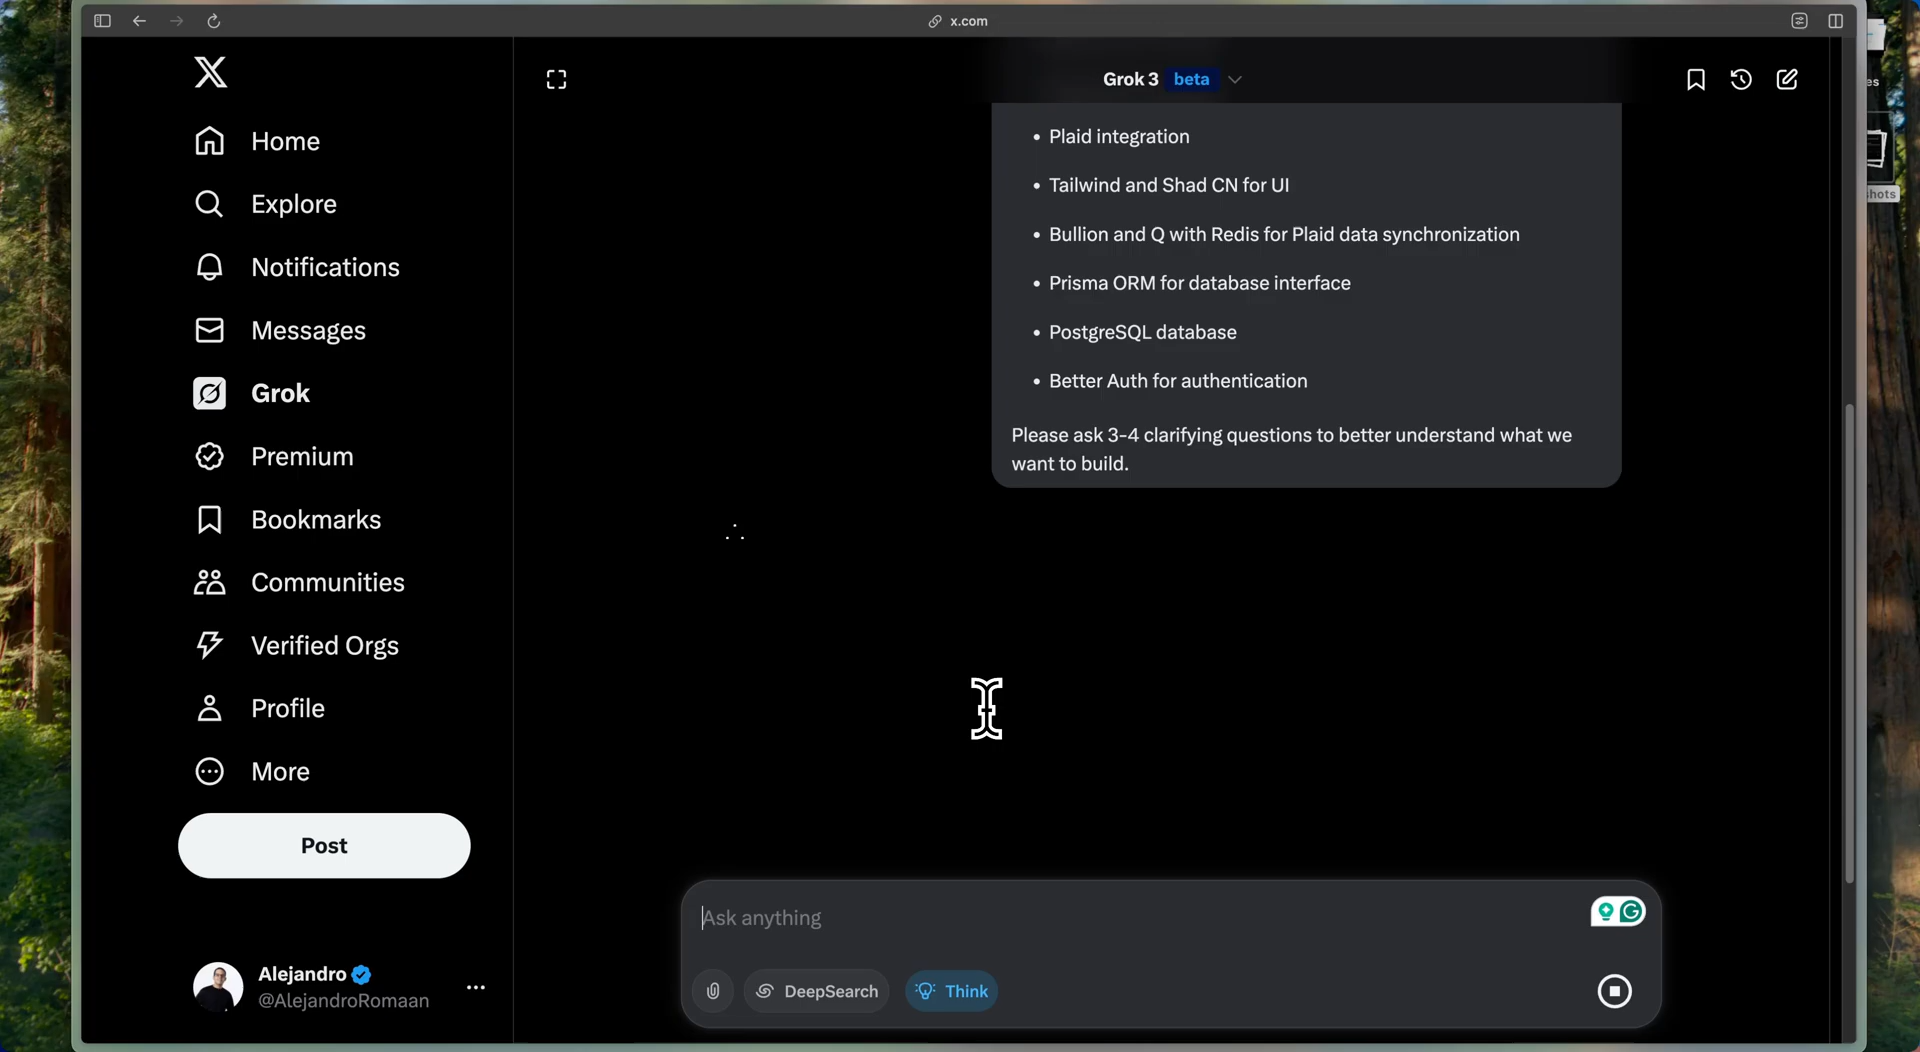 x.com
es
hots
Home
Explore
Notifications
Messages
Grok
Premium
Bookmarks
Communities
Verified Orgs
Profile
More
Post
Alejandro
@AlejandroRomaan
Grok 3 beta
• Plaid integration
• Tailwind and Shad CN for UI
• Bullion and Q with Redis for Plaid data synchronization
• Prisma ORM for database interface
• PostgreSQL database
• Better Auth for authentication
Please ask 3-4 clarifying questions to better understand what we
want to build.
Ask anything
DeepSearch
Think